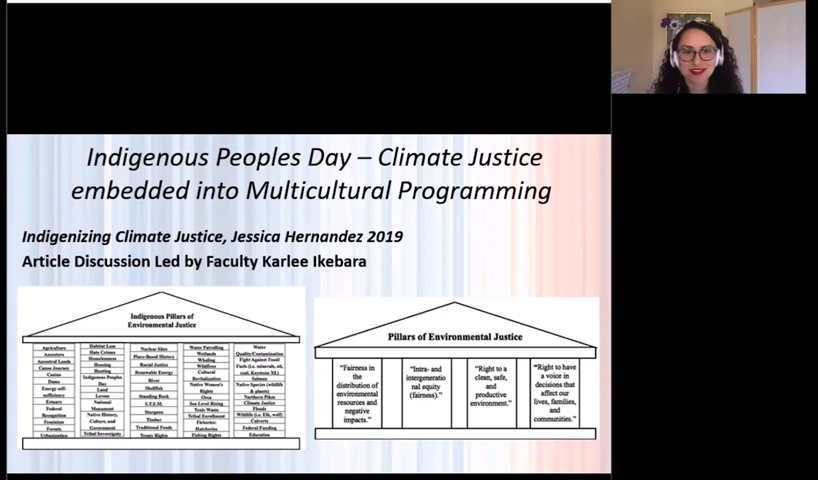 Indigenous Peoples Day – Climate Justice
embedded into Multicultural Programming
Indigenizing Climate Justice, Jessica Hernandez 2019
Article Discussion Led by Faculty Karlee Ikebara
Indigenous Pillars of
Environmental Justice
Agriculture
Ancestors
Ancestral Lands
Canoe Journey
Casino
Dams
Energy self-
sufficiency
Estuary
Federal
Recognition
Feminism
Forests
Urbanization
Habitat Loss
Hate Crimes
Homelessness
Housing
Hunting
Indigenous Peoples
Day
Land
Levees
National
Monument
Native History,
Culture, and
Government
Tribal Sovereignty
Nuclear Sites
Place-Based History
Racial Justice
Renewable Energy
River
Shellfish
Standing Rock
S.T.E.M.
Sturgeon
Timber
Traditional Foods
Treaty Rights
Water Patrolling
Wetlands
Whaling
Wildfires
Cultural
Revitalization
Native Women's
Rights
Orca
Sea Level Rising
Toxic Waste
Tribal Enrollment
Fisheries:
Hatcheries
Fishing Rights
Water
Quality/Contamination
Fight Against Fossil
Fuels (i.e. minerals, oil,
coal, Keystone XL)
Salmon
Native Species (wildlife
& plants)
Northern Pikes
Climate Justice
Floods
Wildlife (i.e. Elk, wolf)
Culverts
Federal Funding
Education
Pillars of Environmental Justice
"Fairness in
the
distribution of
environmental
resources and
negative
impacts."
"Intra- and
intergeneratio
nal equity
(fairness)."
"Right to a
clean, safe,
and
productive
environment."
"Right to have
a voice in
decisions that
affect our
lives, families,
and
communities."